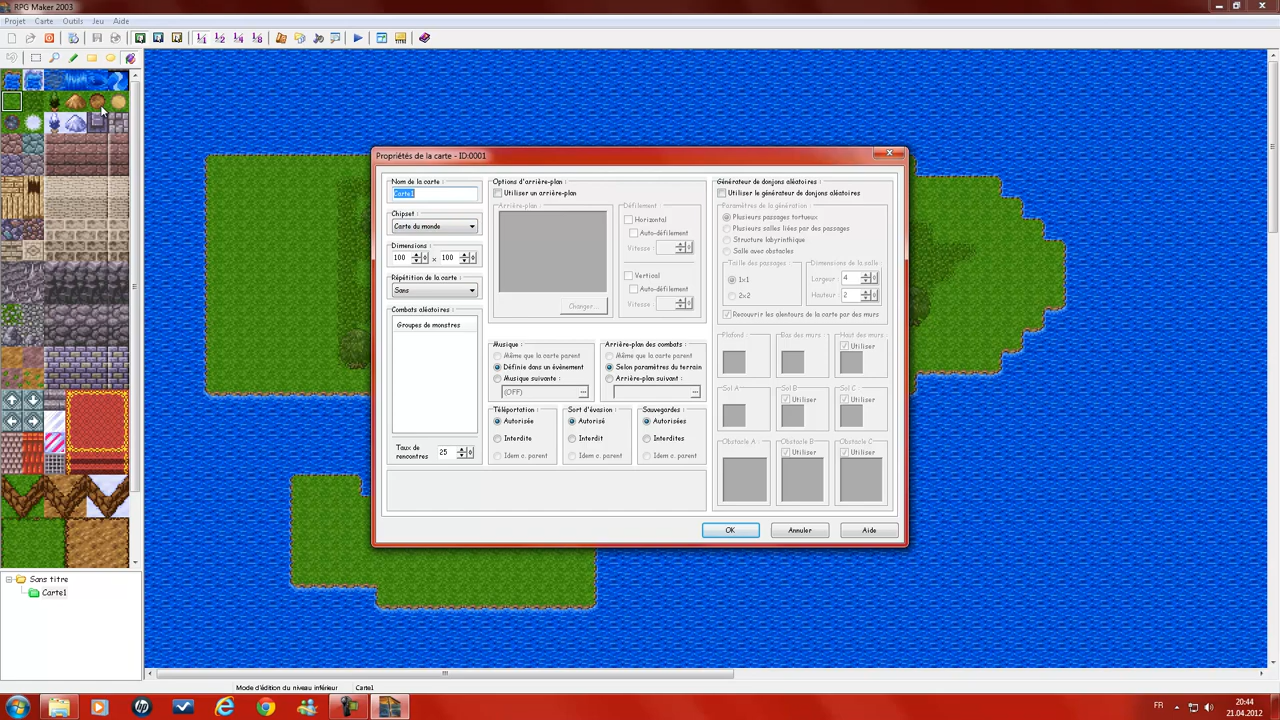 RPG Maker 2003
Projet Carte Outils Jeu Aide
Propriétés de la carte - ID:0001
Nom de la carte :
Carte1
Chipset :
Carte du monde
Dimensions :
100 x 100
Répétition de la carte :
Sans
Combats aléatoires :
Groupes de monstres
Taux de rencontres 25
Options d'arrière-plan :
Utiliser un arrière-plan
Arrière-plan :
Changer...
Défilement :
Horizontal
Auto-défilement
Vitesse :
Vertical
Auto-défilement
Vitesse :
Musique :
Même que la carte parent
Définie dans un événement
Musique suivante :
(OFF) ...
Arrière-plan des combats :
Même que la carte parent
Selon paramètres du terrain
Arrière-plan suivant :
...
Téléportation :
Autorisée
Interdite
Idem c. parent
Sort d'évasion :
Autorisé
Interdit
Idem c. parent
Sauvegardes :
Autorisées
Interdites
Idem c. parent
Générateur de donjons aléatoires :
Utiliser le générateur de donjons aléatoires
Paramètres de la génération :
Plusieurs passages tortueux
Plusieurs salles liées par des passages
Structure labyrinthique
Salle avec obstacles
Taille des passages :
1x1
2x2
Dimensions de la salle :
Largeur : 4
Hauteur : 2
Recouvrir les alentours de la carte par des murs
Plafond :
Bas des murs :
Haut des murs :
Utiliser
Sol A :
Sol B :
Utiliser
Sol C :
Utiliser
Obstacle A :
Obstacle B :
Utiliser
Obstacle C :
Utiliser
OK Annuler Aide
Sans titre
Carte1
Mode d'édition du niveau inférieur Carte1
FR
20:44
21.04.2012